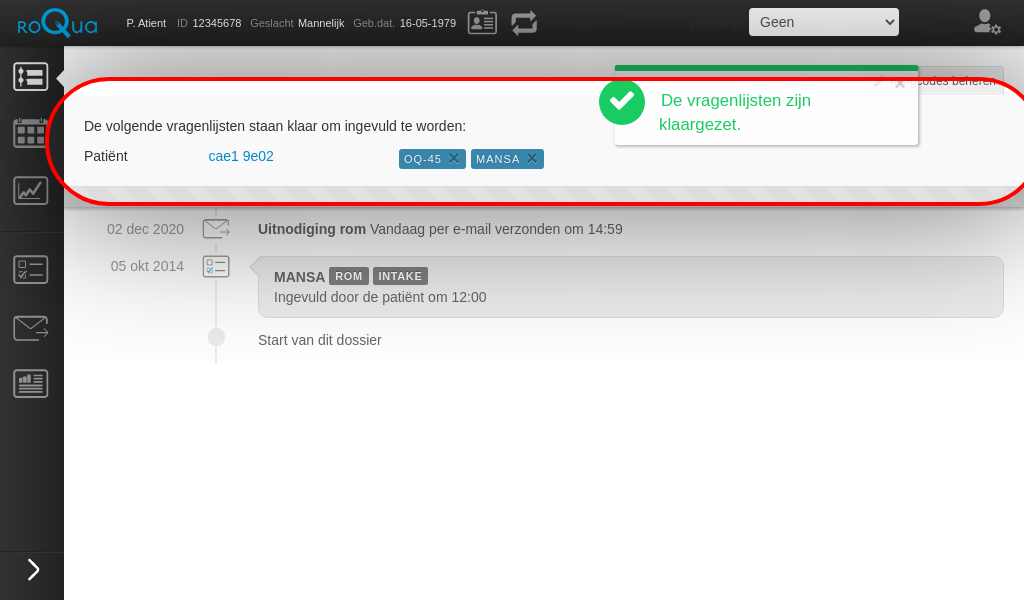 roQua P. Atient ID 12345678 Geslacht Mannelijk Geb.dat. 16-05-1979 Afdeling Geen
codes beheren
De vragenlijsten zijn
klaargezet.
De volgende vragenlijsten staan klaar om ingevuld te worden:
Patiënt cae1 9e02 OQ-45 MANSA
02 dec 2020 Uitnodiging rom Vandaag per e-mail verzonden om 14:59
05 okt 2014 MANSA ROM INTAKE
Ingevuld door de patiënt om 12:00
Start van dit dossier